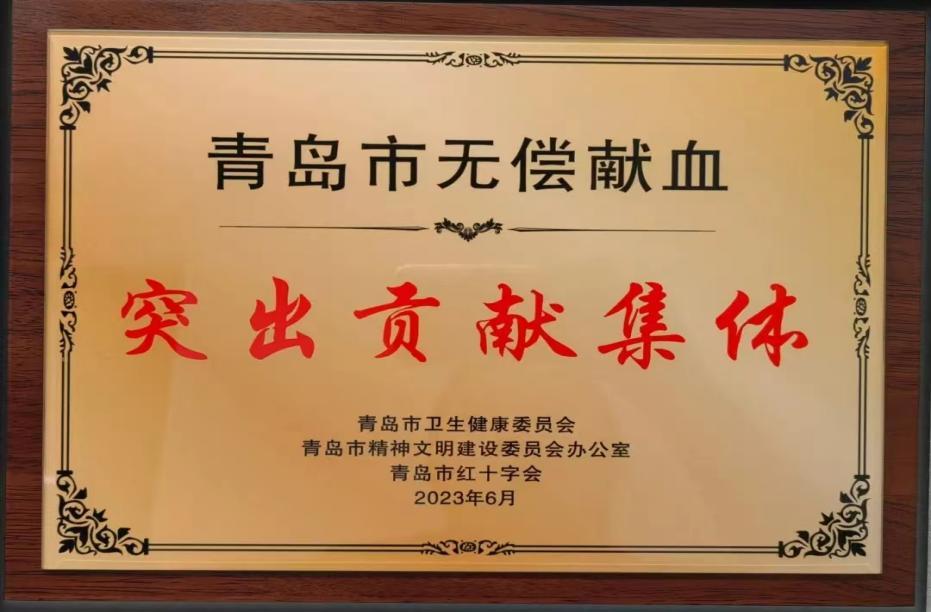 青岛市无偿献血
突出贡献集体
青岛市卫生健康委员会
青岛市精神文明建设委员会办公室
青岛市红十字会
2023年6月